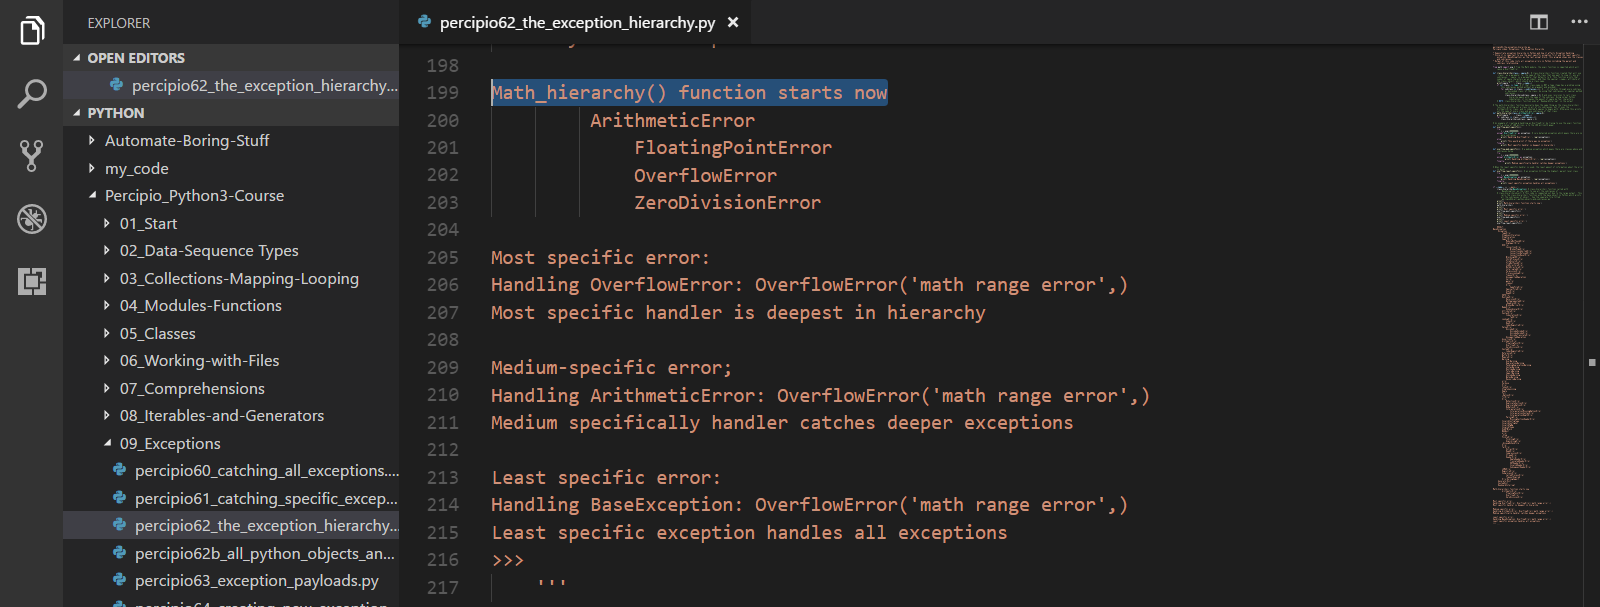 EXPLORER
OPEN EDITORS
percipio62_the_exception_hierarchy...
PYTHON
Automate-Boring-Stuff
my_code
Percipio_Python3-Course
01_Start
02_Data-Sequence Types
03_Collections-Mapping-Looping
04_Modules-Functions
05_Classes
06_Working-with-Files
07_Comprehensions
08_Iterables-and-Generators
09_Exceptions
percipio60_catching_all_exceptions....
percipio61_catching_specific_excep...
percipio62_the_exception_hierarchy...
percipio62b_all_python_objects_an...
percipio63_exception_payloads.py
percipio62_the_exception_hierarchy.py
198
199 Math_hierarchy() function starts now
200 ArithmeticError
201 FloatingPointError
202 OverflowError
203 ZeroDivisionError
204
205 Most specific error:
206 Handling OverflowError: OverflowError('math range error',)
207 Most specific handler is deepest in hierarchy
208
209 Medium-specific error;
210 Handling ArithmeticError: OverflowError('math range error',)
211 Medium specifically handler catches deeper exceptions
212
213 Least specific error:
214 Handling BaseException: OverflowError('math range error',)
215 Least specific exception handles all exceptions
216 >>>
217 '''